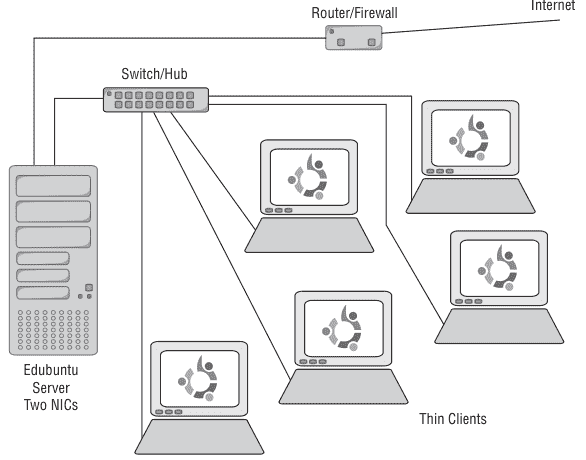 Internet
Router/Firewall
Switch/Hub
Edubuntu
Server
Two NICs
Thin Clients